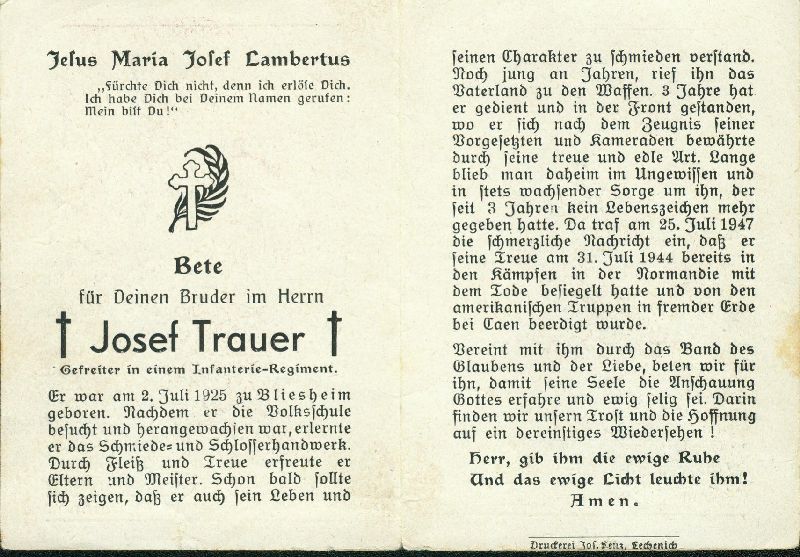 Jesus Maria Josef Lambertus
„Fürchte Dich nicht, denn ich erlöse Dich.
Ich habe Dich bei Deinem Namen gerufen:
Mein bist Du!“
Bete
für Deinen Bruder im Herrn
† Josef Trauer †
Gefreiter in einem Infanterie-Regiment.
Er war am 2. Juli 1925 zu Bliesheim
geboren. Nachdem er die Volksschule
besucht und herangewachsen war, erlernte
er das Schmiede- und Schlosserhandwerk.
Durch Fleiß und Treue erfreute er
Eltern und Meister. Schon bald sollte
sich zeigen, daß er auch sein Leben und
seinen Charakter zu schmieden verstand.
Noch jung an Jahren, rief ihn das
Vaterland zu den Waffen. 3 Jahre hat
er gedient und in der Front gestanden,
wo er sich nach dem Zeugnis seiner
Vorgesetzten und Kameraden bewährte
durch seine treue und edle Art. Lange
blieb man daheim im Ungewissen und
in stets wachsender Sorge um ihn, der
seit 3 Jahren kein Lebenszeichen mehr
gegeben hatte. Da traf am 25. Juli 1947
die schmerzliche Nachricht ein, daß er
seine Treue am 31. Juli 1944 bereits in
den Kämpfen in der Normandie mit
dem Tode besiegelt hatte und von den
amerikanischen Truppen in fremder Erde
bei Caen beerdigt wurde.
Vereint mit ihm durch das Band des
Glaubens und der Liebe, beten wir für
ihn, damit seine Seele die Anschauung
Gottes erfahre und ewig selig sei. Darin
finden wir unsern Trost und die Hoffnung
auf ein dereinstiges Wiedersehen!
Herr, gib ihm die ewige Ruhe
Und das ewige Licht leuchte ihm!
Amen.
Druckerei Jos. Lenz, Lechenich